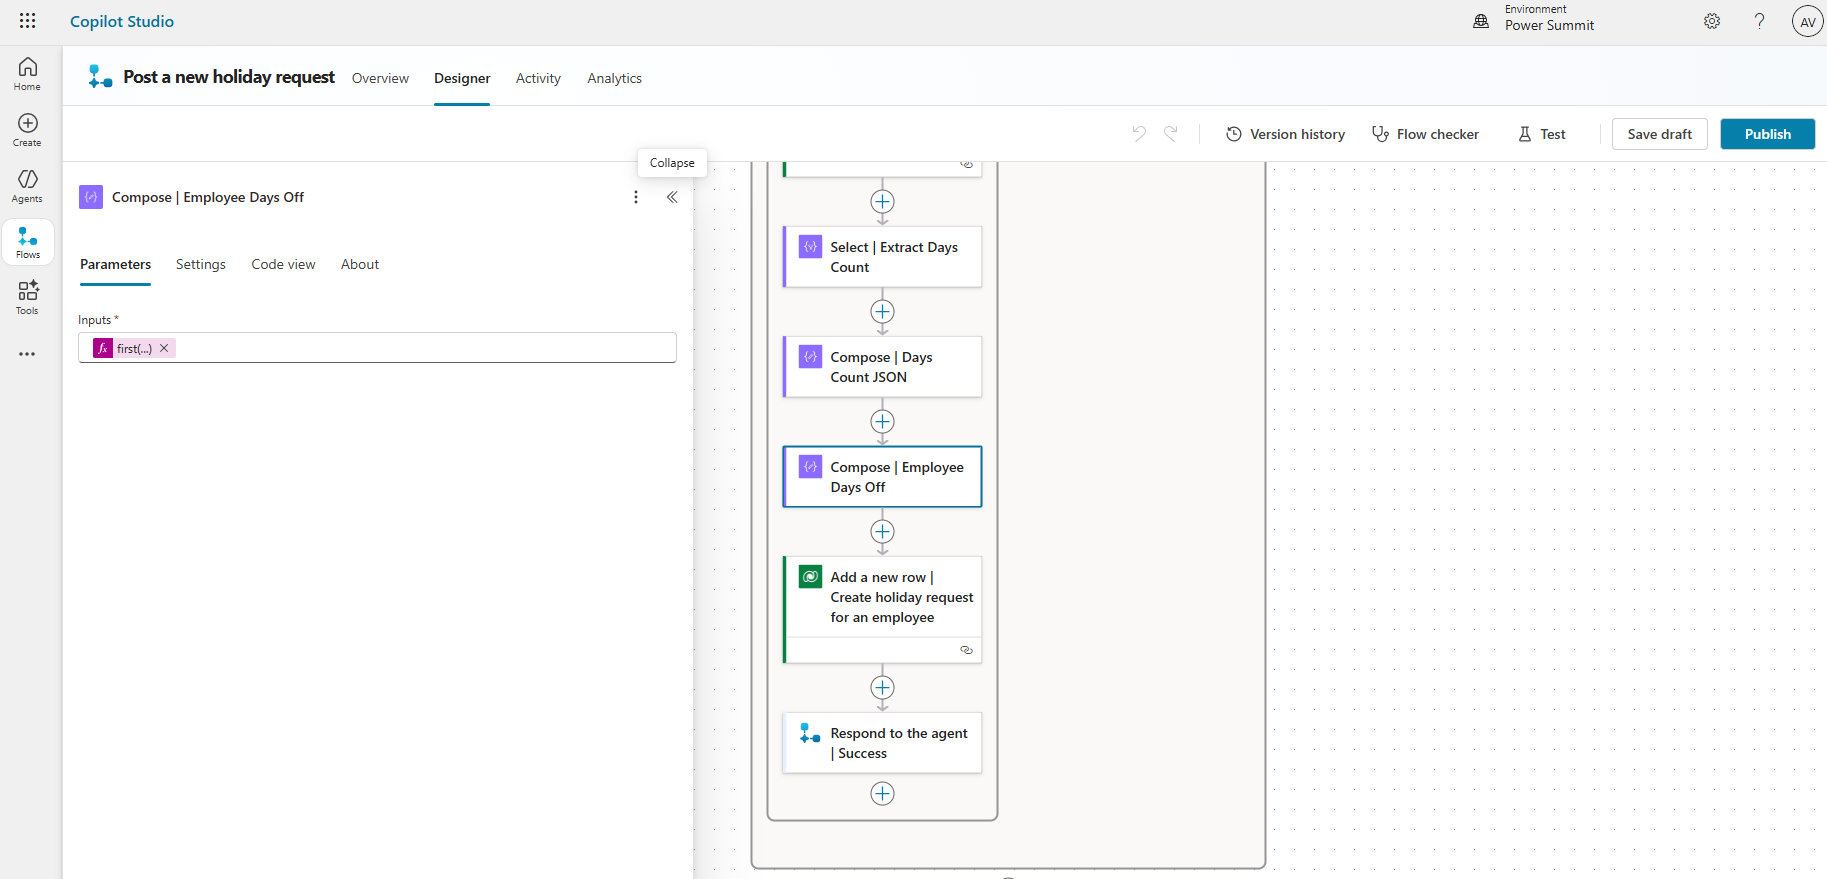 Copilot Studio
Environment
Power Summit
AV
Home
Create
Agents
Flows
Tools
Post a new holiday request
Overview
Designer
Activity
Analytics
Version history
Flow checker
Test
Save draft
Publish
Collapse
Compose | Employee Days Off
Parameters
Settings
Code view
About
Inputs *
fx first(...)
Select | Extract Days
Count
Compose | Days
Count JSON
Compose | Employee
Days Off
Add a new row |
Create holiday request
for an employee
Respond to the agent
| Success